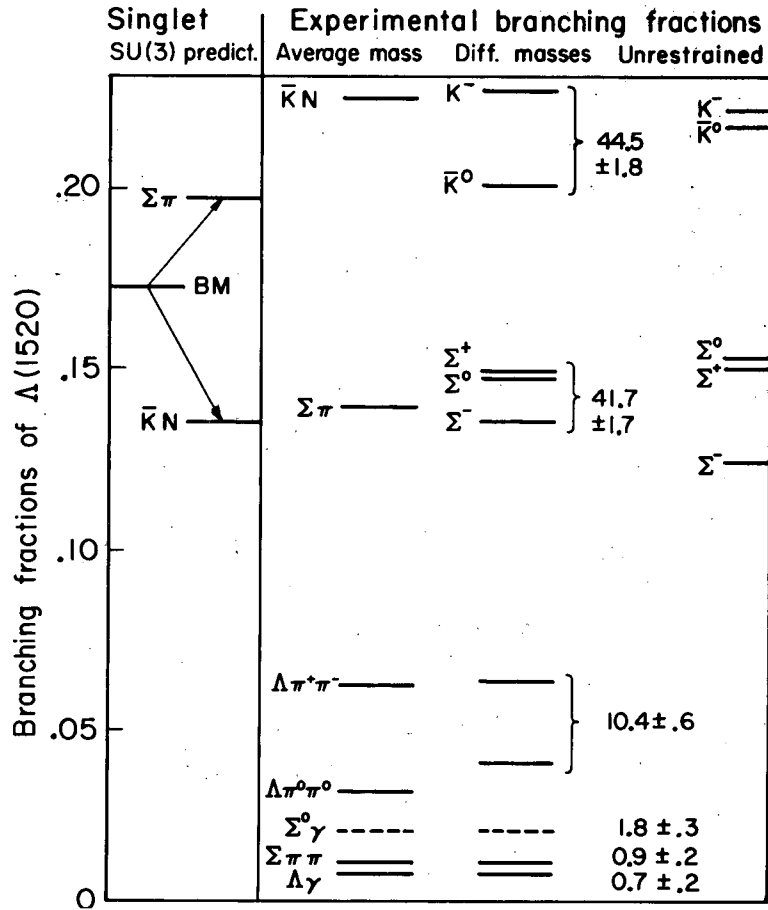 Singlet
SU(3) predict.
Experimental branching fractions
Average mass
Diff. masses
Unrestrained
Branching fractions of Λ(1520)
.20
.15
.10
.05
0
Σπ
BM
K̅N
K̅N
Σπ
Λπ⁺π⁻
Λπ⁰π⁰
Σ⁰γ
Σππ
Λγ
K⁻
K̅⁰
44.5
±1.8
Σ⁺
Σ⁰
Σ⁻
41.7
±1.7
10.4±.6
1.8±.3
0.9±.2
0.7±.2
K⁻
K̅⁰
Σ⁰
Σ⁺
Σ⁻